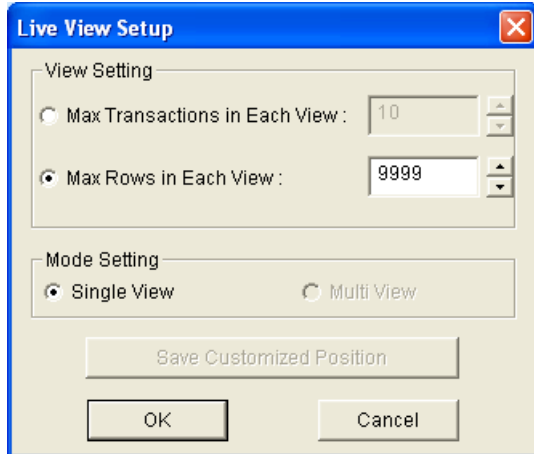 Live View Setup
View Setting
Max Transactions in Each View : 10
Max Rows in Each View : 9999
Mode Setting
Single View Multi View
Save Customized Position
OK Cancel